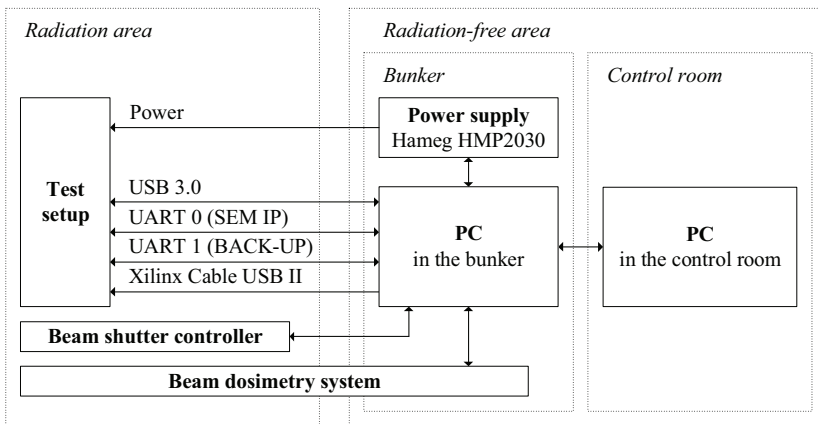 Radiation area
Radiation-free area
Bunker
Control room
Power
Power supply
Hameg HMP2030
Test
setup
USB 3.0
UART 0 (SEM IP)
UART 1 (BACK-UP)
Xilinx Cable USB II
PC
in the bunker
PC
in the control room
Beam shutter controller
Beam dosimetry system